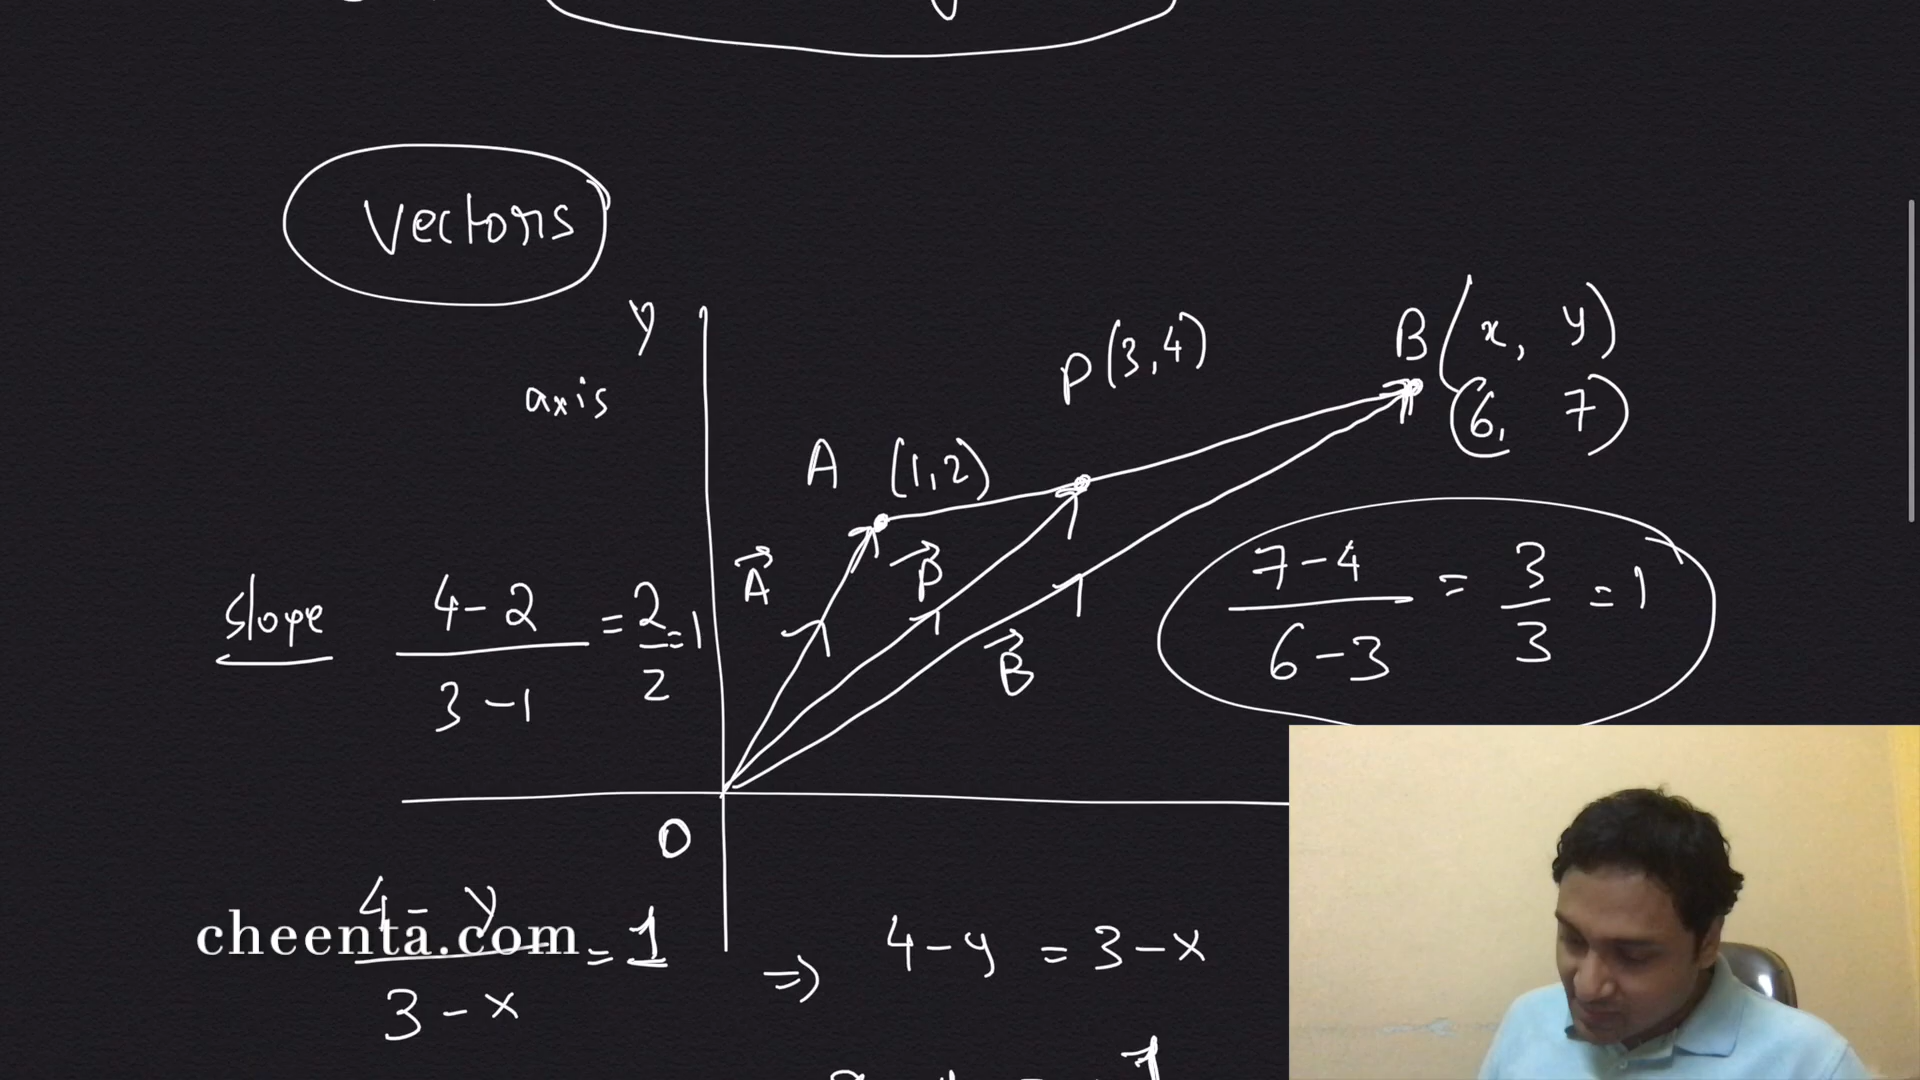 Vectors
y
axis
B (x, y)
(6, 7)
P(3,4)
A (1,2)
A⃗
P⃗
B⃗
slope 4-2/3-1 = 2/2 = 1
7-4/6-3 = 3/3 = 1
O
4-y/3-x = 1 ⇒ 4-y = 3-x
cheenta.com